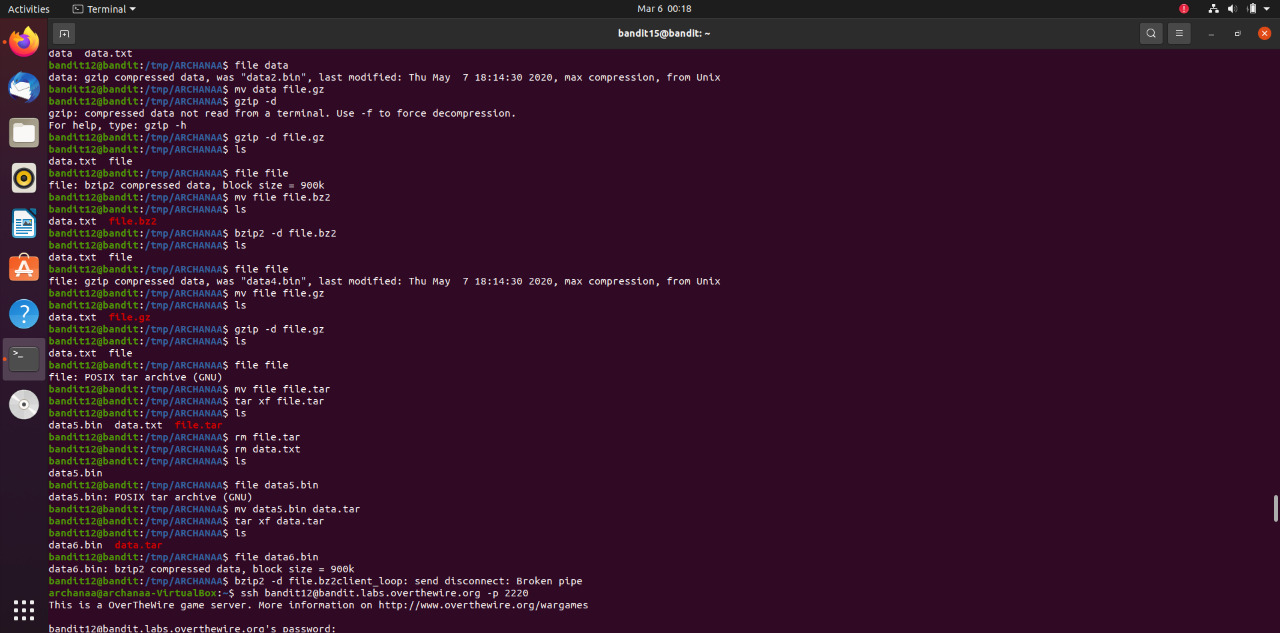 Activities Terminal Mar 6 00:18
bandit15@bandit: ~
data data.txt
bandit12@bandit:/tmp/ARCHANAA$ file data
data: gzip compressed data, was "data2.bin", last modified: Thu May  7 18:14:30 2020, max compression, from Unix
bandit12@bandit:/tmp/ARCHANAA$ mv data file.gz
bandit12@bandit:/tmp/ARCHANAA$ gzip -d
gzip: compressed data not read from a terminal. Use -f to force decompression.
For help, type: gzip -h
bandit12@bandit:/tmp/ARCHANAA$ gzip -d file.gz
bandit12@bandit:/tmp/ARCHANAA$ ls
data.txt file
bandit12@bandit:/tmp/ARCHANAA$ file file
file: bzip2 compressed data, block size = 900k
bandit12@bandit:/tmp/ARCHANAA$ mv file file.bz2
bandit12@bandit:/tmp/ARCHANAA$ ls
data.txt file.bz2
bandit12@bandit:/tmp/ARCHANAA$ bzip2 -d file.bz2
bandit12@bandit:/tmp/ARCHANAA$ ls
data.txt file
bandit12@bandit:/tmp/ARCHANAA$ file file
file: gzip compressed data, was "data4.bin", last modified: Thu May  7 18:14:30 2020, max compression, from Unix
bandit12@bandit:/tmp/ARCHANAA$ mv file file.gz
bandit12@bandit:/tmp/ARCHANAA$ ls
data.txt file.gz
bandit12@bandit:/tmp/ARCHANAA$ gzip -d file.gz
bandit12@bandit:/tmp/ARCHANAA$ ls
data.txt file
bandit12@bandit:/tmp/ARCHANAA$ file file
file: POSIX tar archive (GNU)
bandit12@bandit:/tmp/ARCHANAA$ mv file file.tar
bandit12@bandit:/tmp/ARCHANAA$ tar xf file.tar
bandit12@bandit:/tmp/ARCHANAA$ ls
data5.bin data.txt file.tar
bandit12@bandit:/tmp/ARCHANAA$ rm file.tar
bandit12@bandit:/tmp/ARCHANAA$ rm data.txt
bandit12@bandit:/tmp/ARCHANAA$ ls
data5.bin
bandit12@bandit:/tmp/ARCHANAA$ file data5.bin
data5.bin: POSIX tar archive (GNU)
bandit12@bandit:/tmp/ARCHANAA$ mv data5.bin data.tar
bandit12@bandit:/tmp/ARCHANAA$ tar xf data.tar
bandit12@bandit:/tmp/ARCHANAA$ ls
data6.bin data.tar
bandit12@bandit:/tmp/ARCHANAA$ file data6.bin
data6.bin: bzip2 compressed data, block size = 900k
bandit12@bandit:/tmp/ARCHANAA$ bzip2 -d file.bz2client_loop: send disconnect: Broken pipe
archanaa@archanaa-VirtualBox:~$ ssh bandit12@bandit.labs.overthewire.org -p 2220
This is a OverTheWire game server. More information on http://www.overthewire.org/wargames
bandit12@bandit.labs.overthewire.org's password: